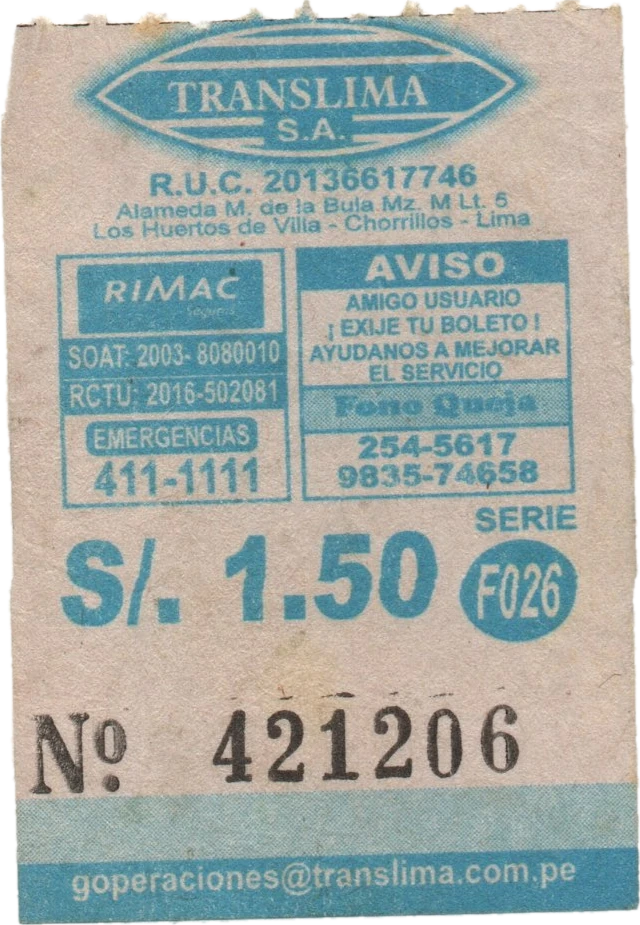 TRANSLIMA
S.A.
R.U.C. 20136617746
Alameda M. de la Bula Mz. M Lt. 5
Los Huertos de Villa - Chorrillos - Lima
RIMAC
Seguros
SOAT: 2003- 8080010
RCTU: 2016-502081
EMERGENCIAS
411-1111
AVISO
AMIGO USUARIO
¡ EXIJE TU BOLETO !
AYUDANOS A MEJORAR
EL SERVICIO
Fono Queja
254-5617
9835-74658
SERIE
S/. 1.50 F026
Nº 421206
goperaciones@translima.com.pe